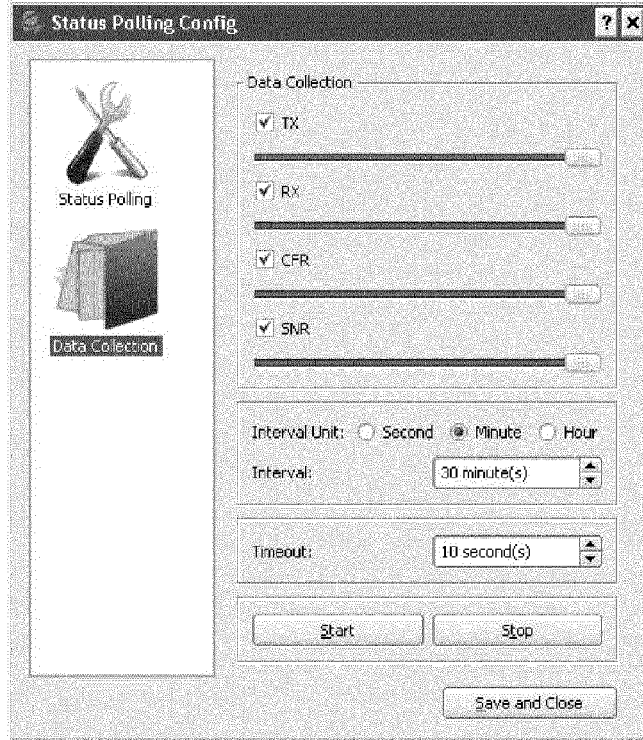 Status Polling Config
Status Polling
Data Collection
Data Collection
TX
RX
CFR
SNR
Interval Unit: Second Minute Hour
Interval: 30 minute(s)
Timeout: 10 second(s)
Start Stop
Save and Close